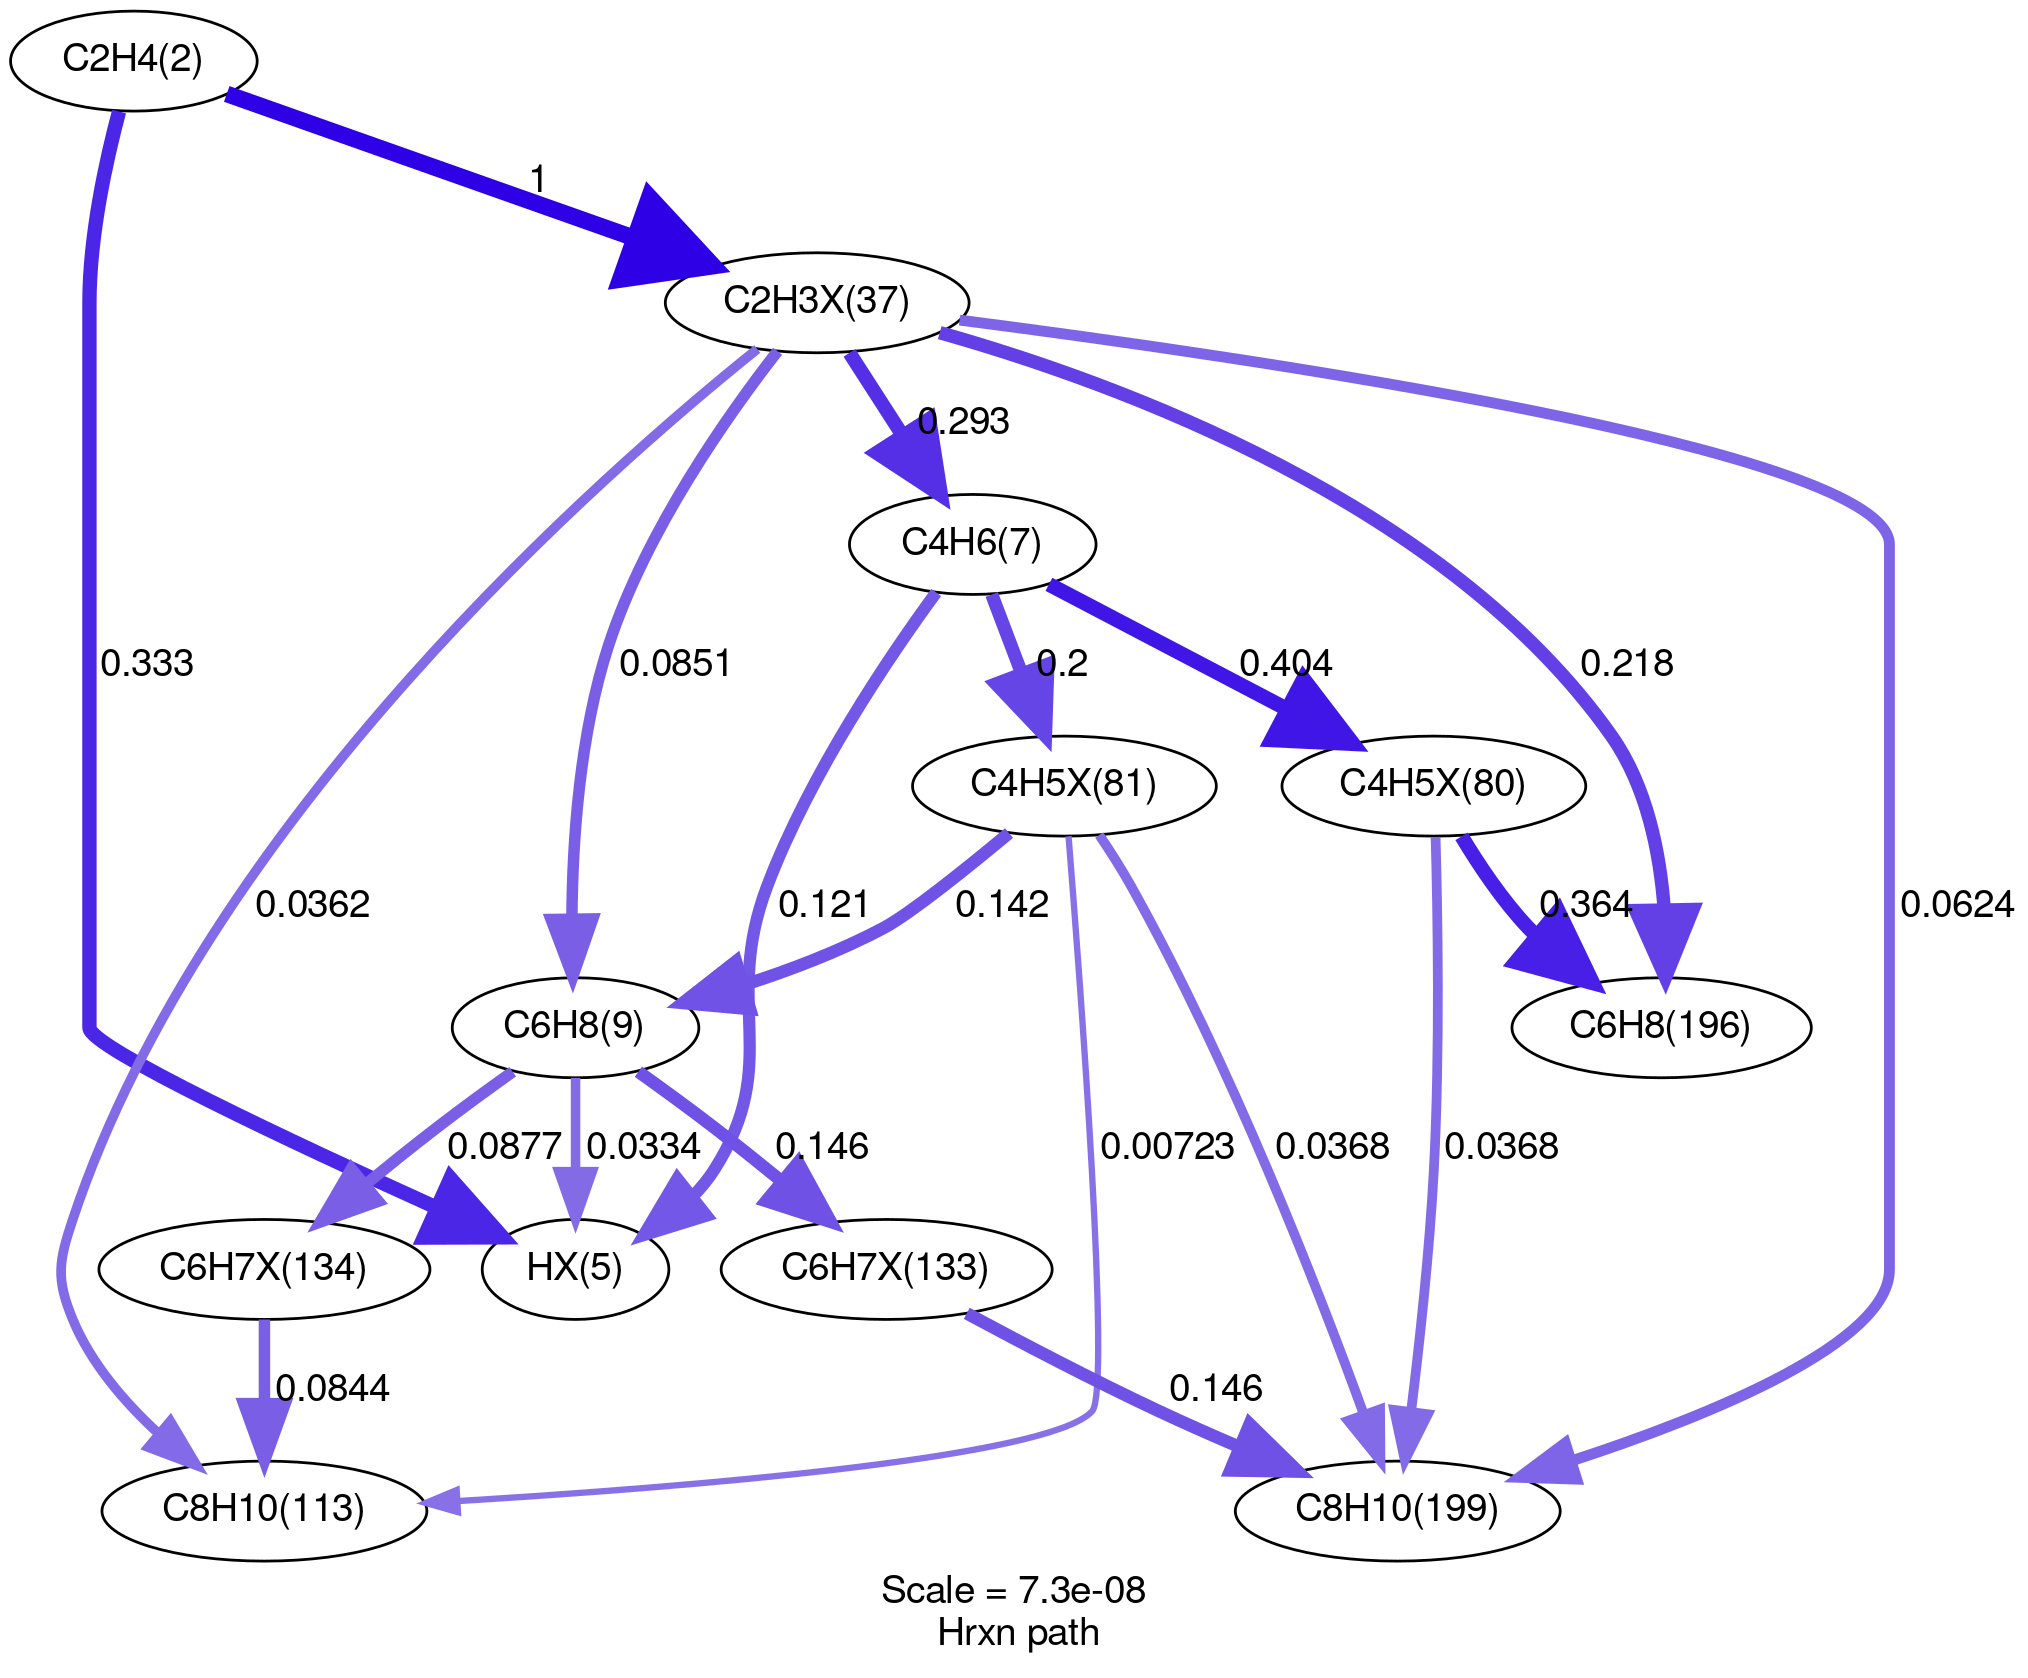 C2H4(2)
1
C2H3X(37)
0.293
C4H6(7)
0.333
0.0851
0.2
0.404
0.218
C4H5X(81)
C4H5X(80)
0.0362
0.121
0.142
0.364
0.0624
C6H8(9)
C6H8(196)
0.0877
0.0334
0.146
0.00723
0.0368
0.0368
C6H7X(134)
HX(5)
C6H7X(133)
0.0844
0.146
C8H10(113)
C8H10(199)
Scale = 7.3e-08
Hrxn path